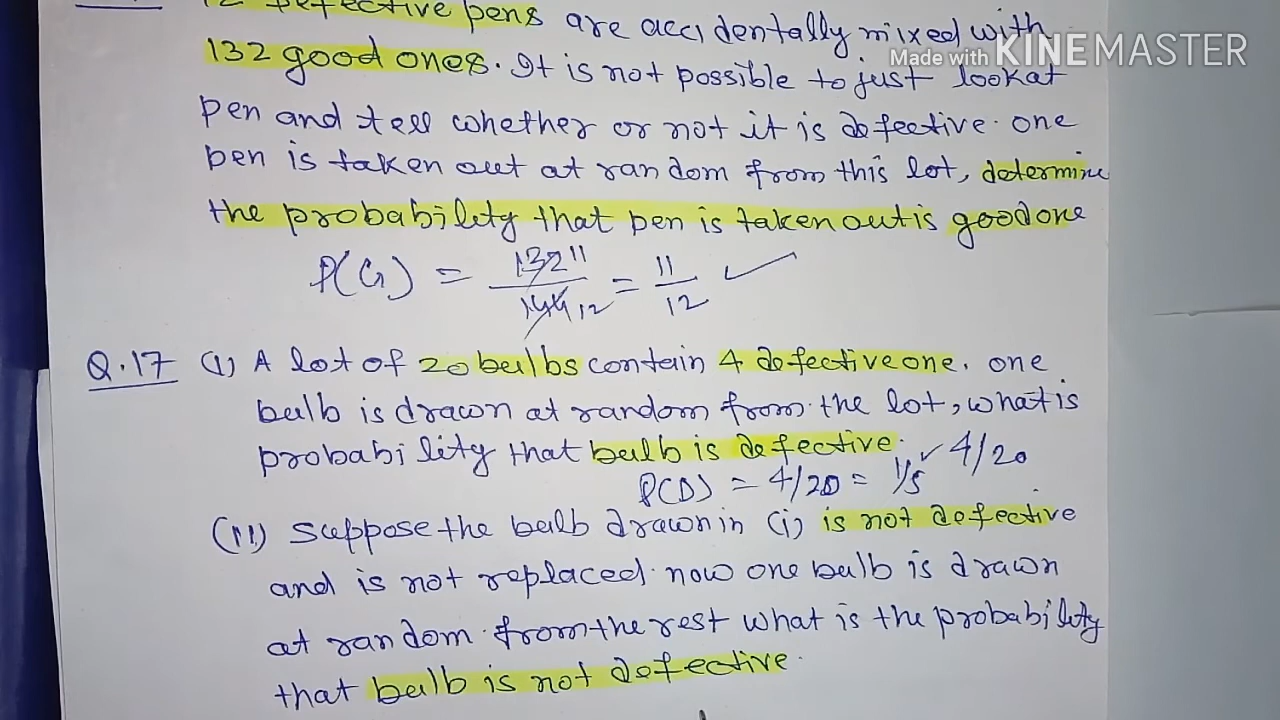 12 defective pens are accidentally mixed with
132 good ones. It is not possible to just look at
Made with KINEMASTER
pen and tell whether or not it is defective. one
pen is taken out at random from this lot, determine
the probability that pen is taken out is good one
P(G) = 132 11 / 144 12 = 11/12 ✓
Q.17 (I) A lot of 20 bulbs contain 4 defective one. one
bulb is drawn at random from the lot, what is
probability that bulb is defective. ✓ 4/20
P(D) = 4/20 = 1/5
(II) Suppose the bulb drawn in (i) is not defective
and is not replaced. now one bulb is drawn
at random from the rest what is the probability
that bulb is not defective.